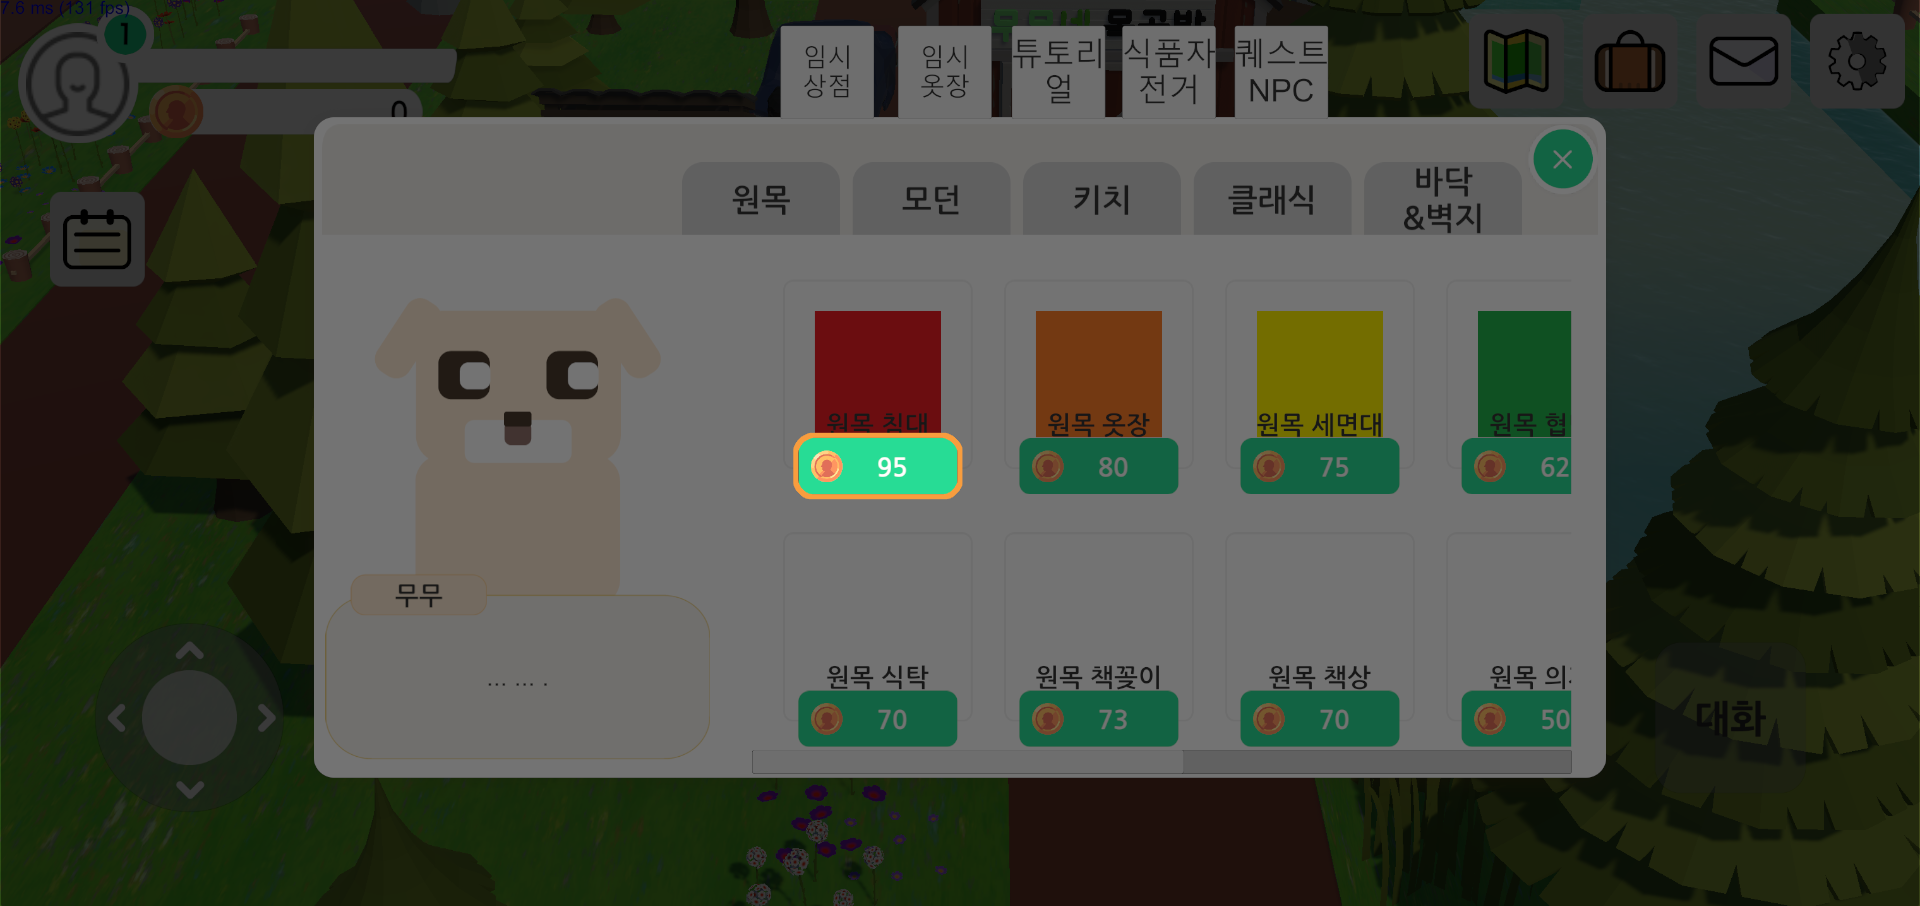 7.6 ms (131 fps)
1
0
임시
상점
임시
옷장
튜토리
얼
식품자
전거
퀘스트
NPC
원목
모던
키치
클래식
바닥
&벽지
원목 침대
원목 옷장
원목 세면대
원목 협
95
80
75
62
무무
... ... .
원목 식탁
원목 책꽂이
원목 책상
원목 의
70
73
70
50
대화